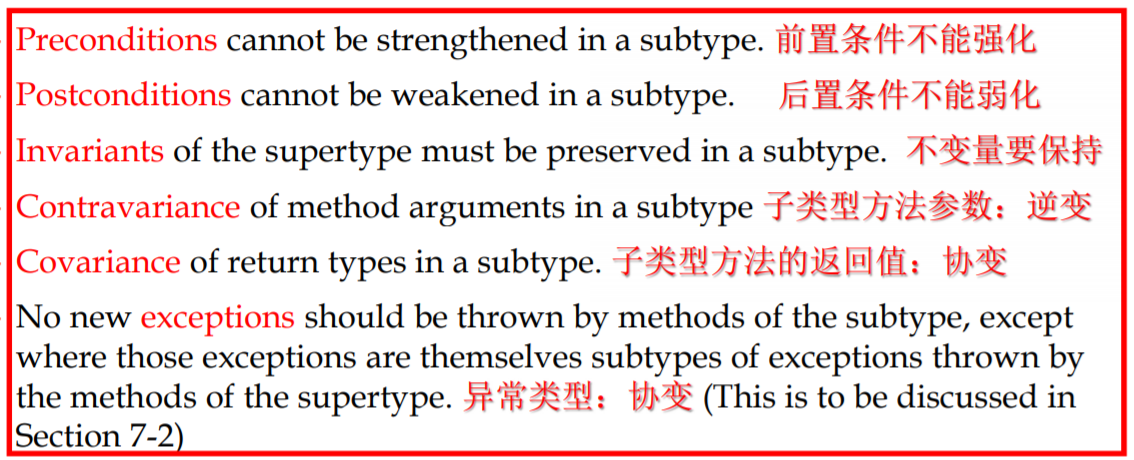 Preconditions cannot be strengthened in a subtype. 前置条件不能强化
Postconditions cannot be weakened in a subtype. 后置条件不能弱化
Invariants of the supertype must be preserved in a subtype. 不变量要保持
Contravariance of method arguments in a subtype 子类型方法参数：逆变
Covariance of return types in a subtype. 子类型方法的返回值：协变
No new exceptions should be thrown by methods of the subtype, except
where those exceptions are themselves subtypes of exceptions thrown by
the methods of the supertype. 异常类型：协变 (This is to be discussed in
Section 7-2)